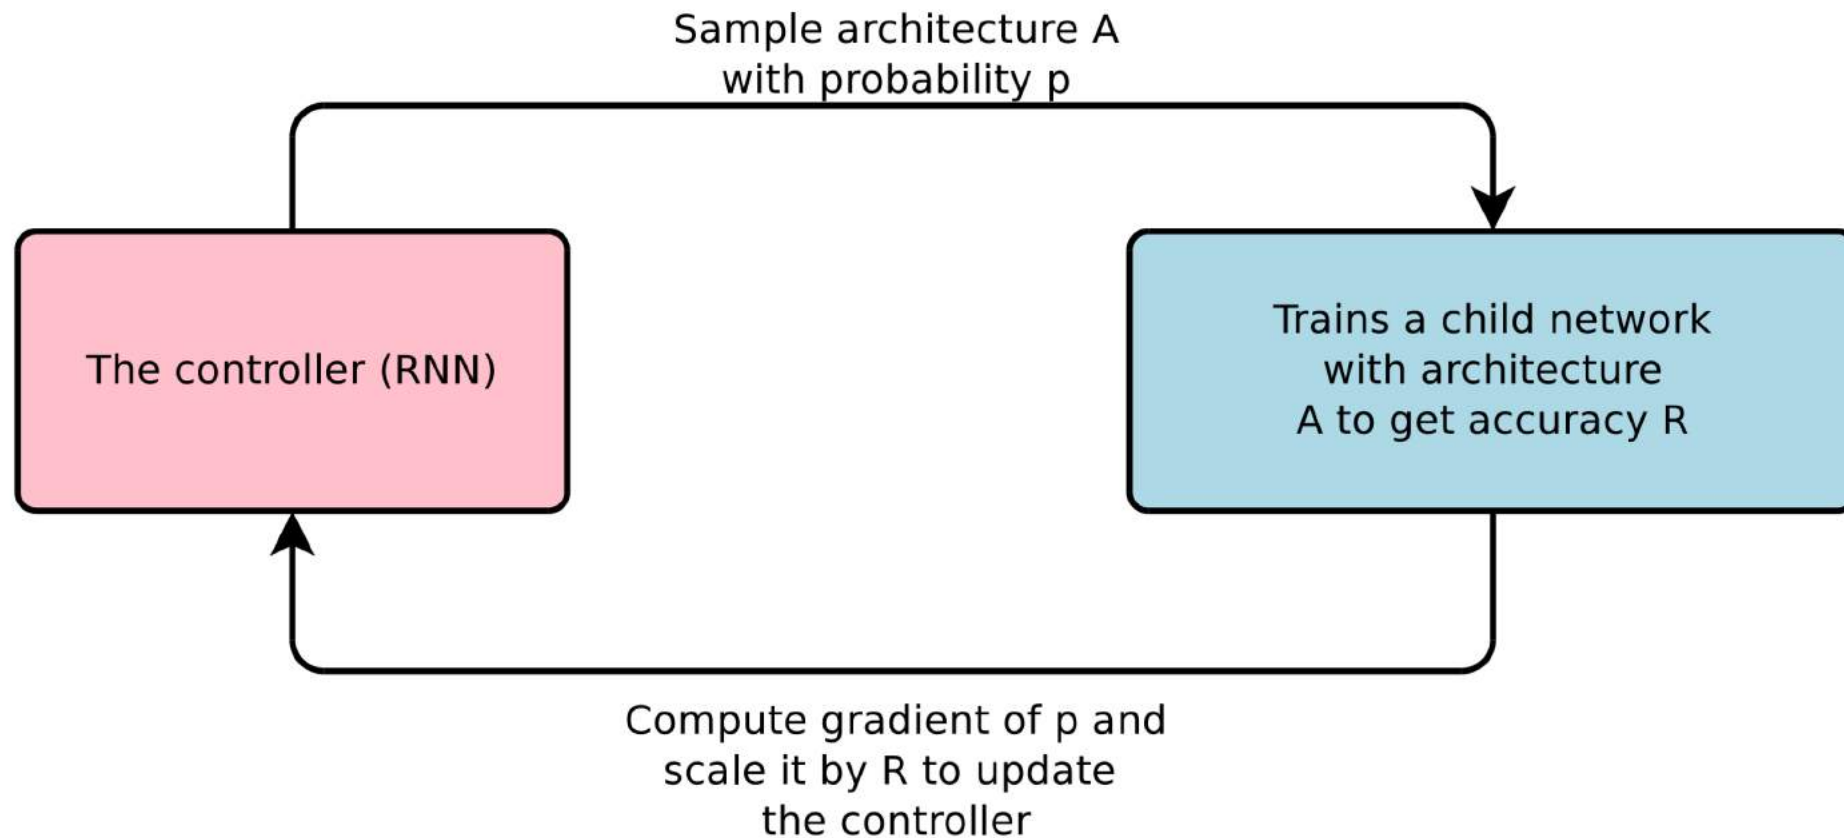 Sample architecture A
with probability p
The controller (RNN)
Trains a child network
with architecture
A to get accuracy R
Compute gradient of p and
scale it by R to update
the controller